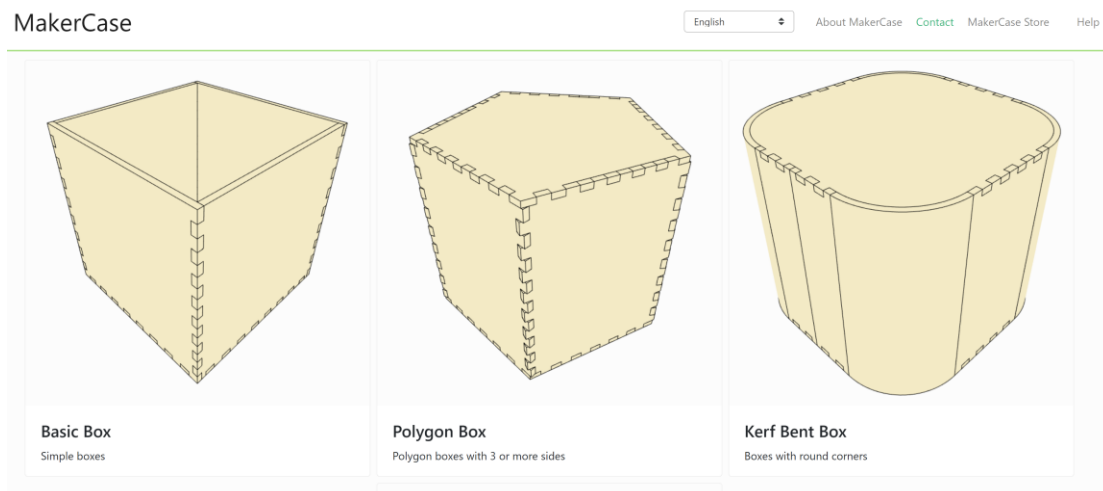 MakerCase
English
About MakerCase
Contact
MakerCase Store
Help
Basic Box
Simple boxes
Polygon Box
Polygon boxes with 3 or more sides
Kerf Bent Box
Boxes with round corners